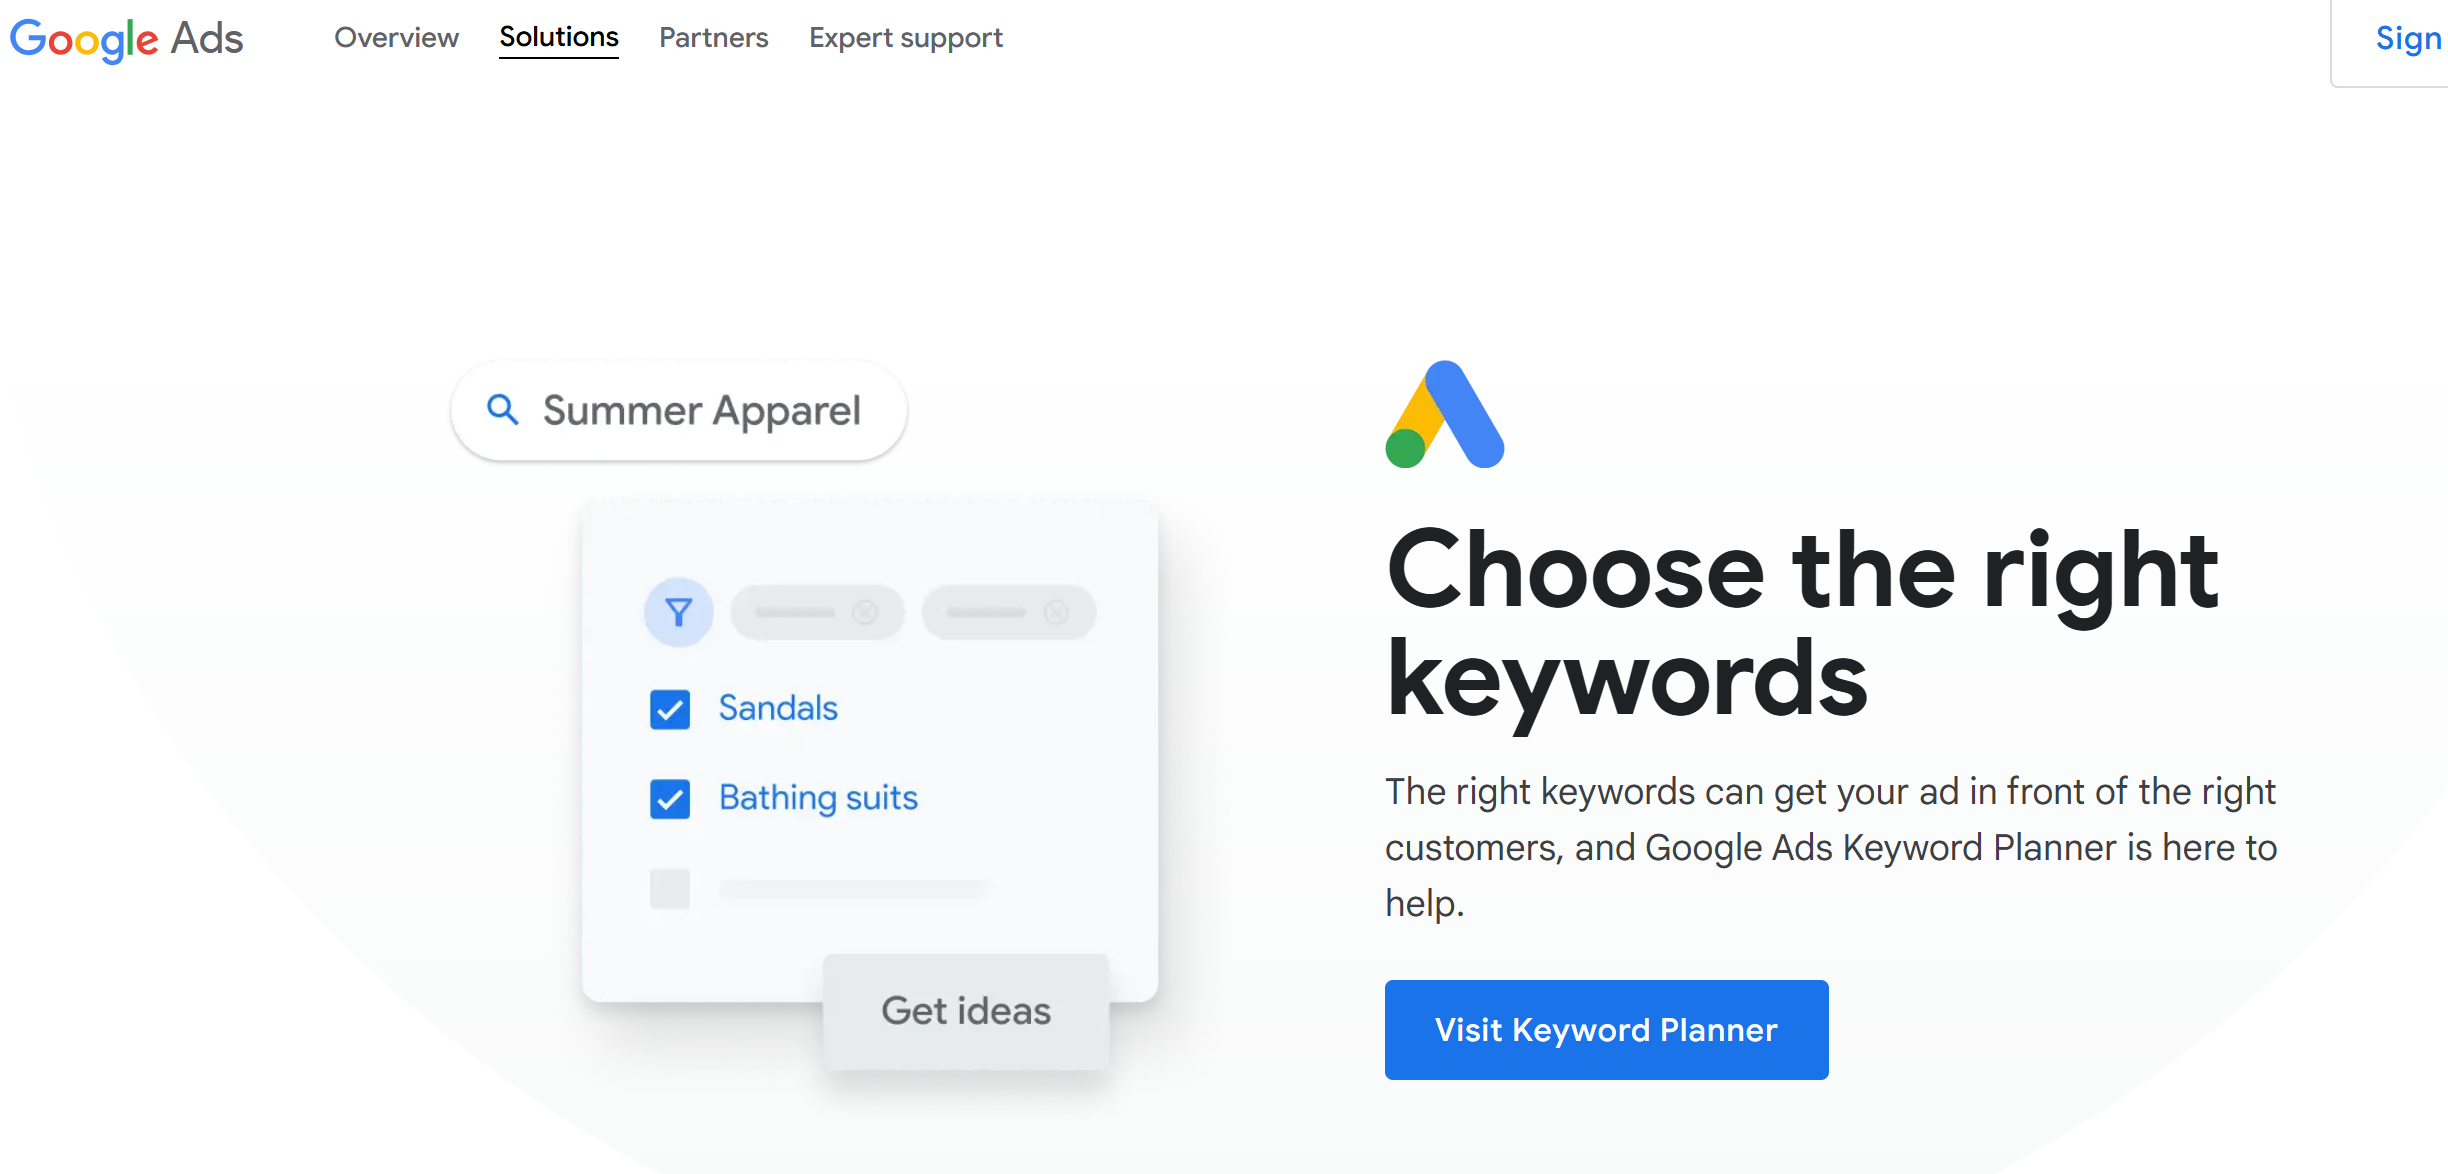 Google Ads
Overview
Solutions
Partners
Expert support
Sign
Summer Apparel
Sandals
Bathing suits
Get ideas
Choose the right
keywords
The right keywords can get your ad in front of the right
customers, and Google Ads Keyword Planner is here to
help.
Visit Keyword Planner